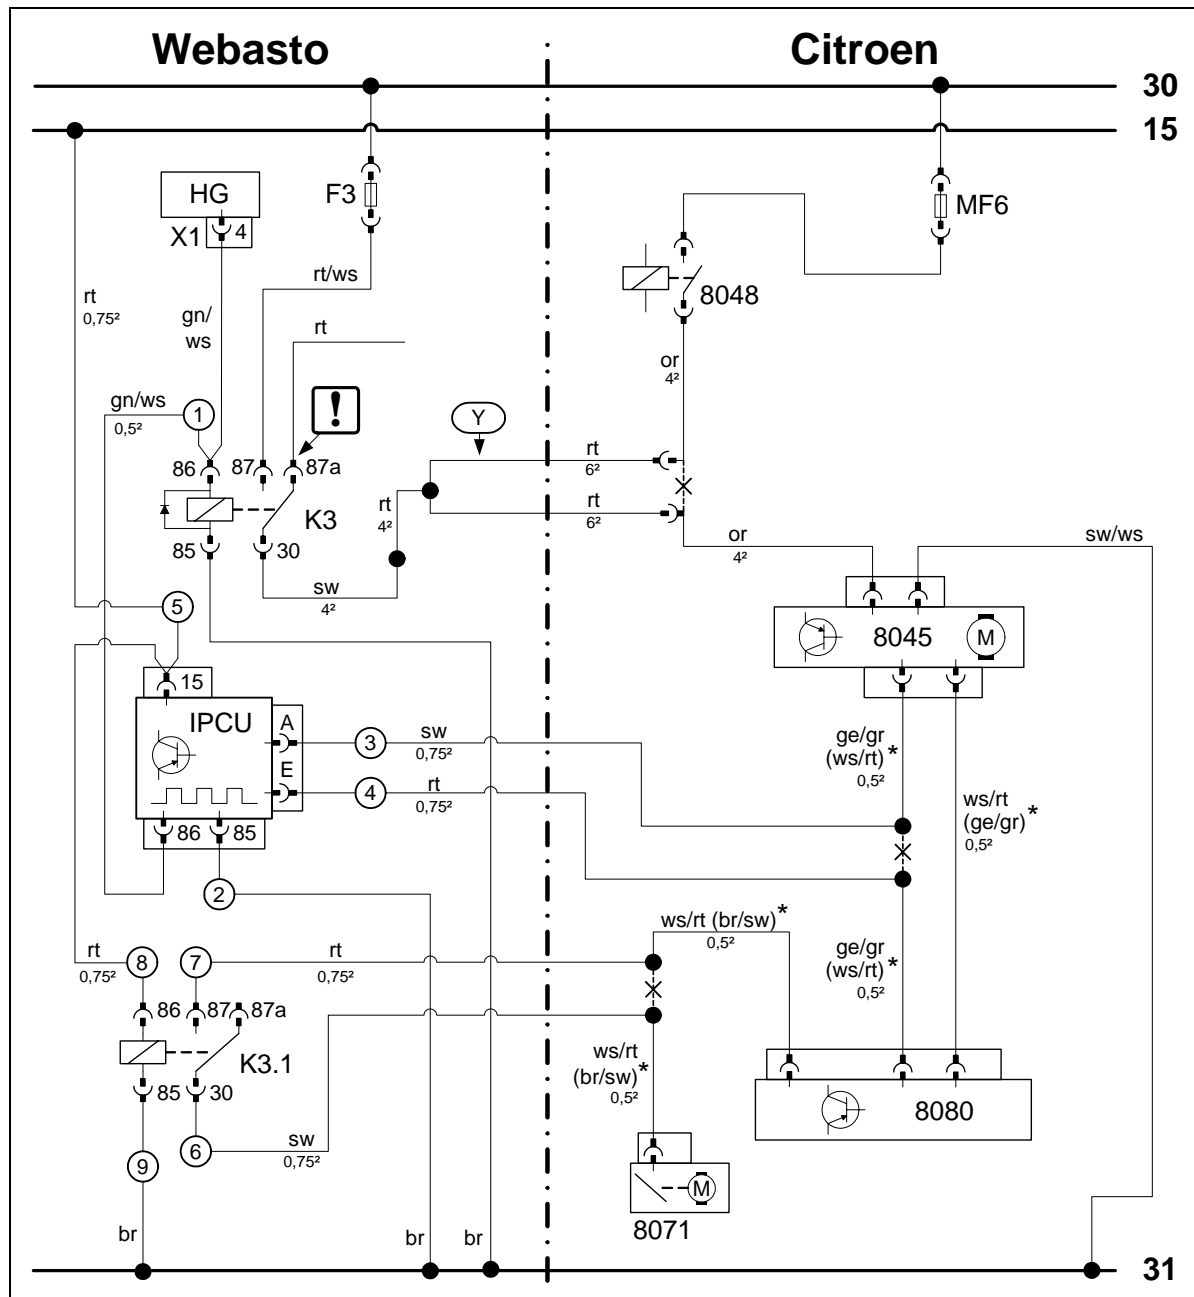 Webasto
Citroen
30
15
HG
X1
4
F3
MF6
rt/ws
8048
rt
0,75²
gn/
ws
rt
or
4²
gn/ws
0,5²
1
!
Y
86
87
87a
rt
6²
K3
rt
4²
rt
6²
85
30
or
4²
sw/ws
sw
4²
5
8045
M
15
IPCU
A
3
sw
0,75²
E
4
rt
0,75²
ge/gr
(ws/rt)*
0,5²
ws/rt
(ge/gr)*
0,5²
86
85
2
ws/rt (br/sw)*
0,5²
rt
0,75²
8
7
rt
0,75²
ge/gr
(ws/rt)*
0,5²
86
87
87a
K3.1
ws/rt
(br/sw)*
0,5²
85
30
8080
9
6
sw
0,75²
M
8071
br
br
br
31